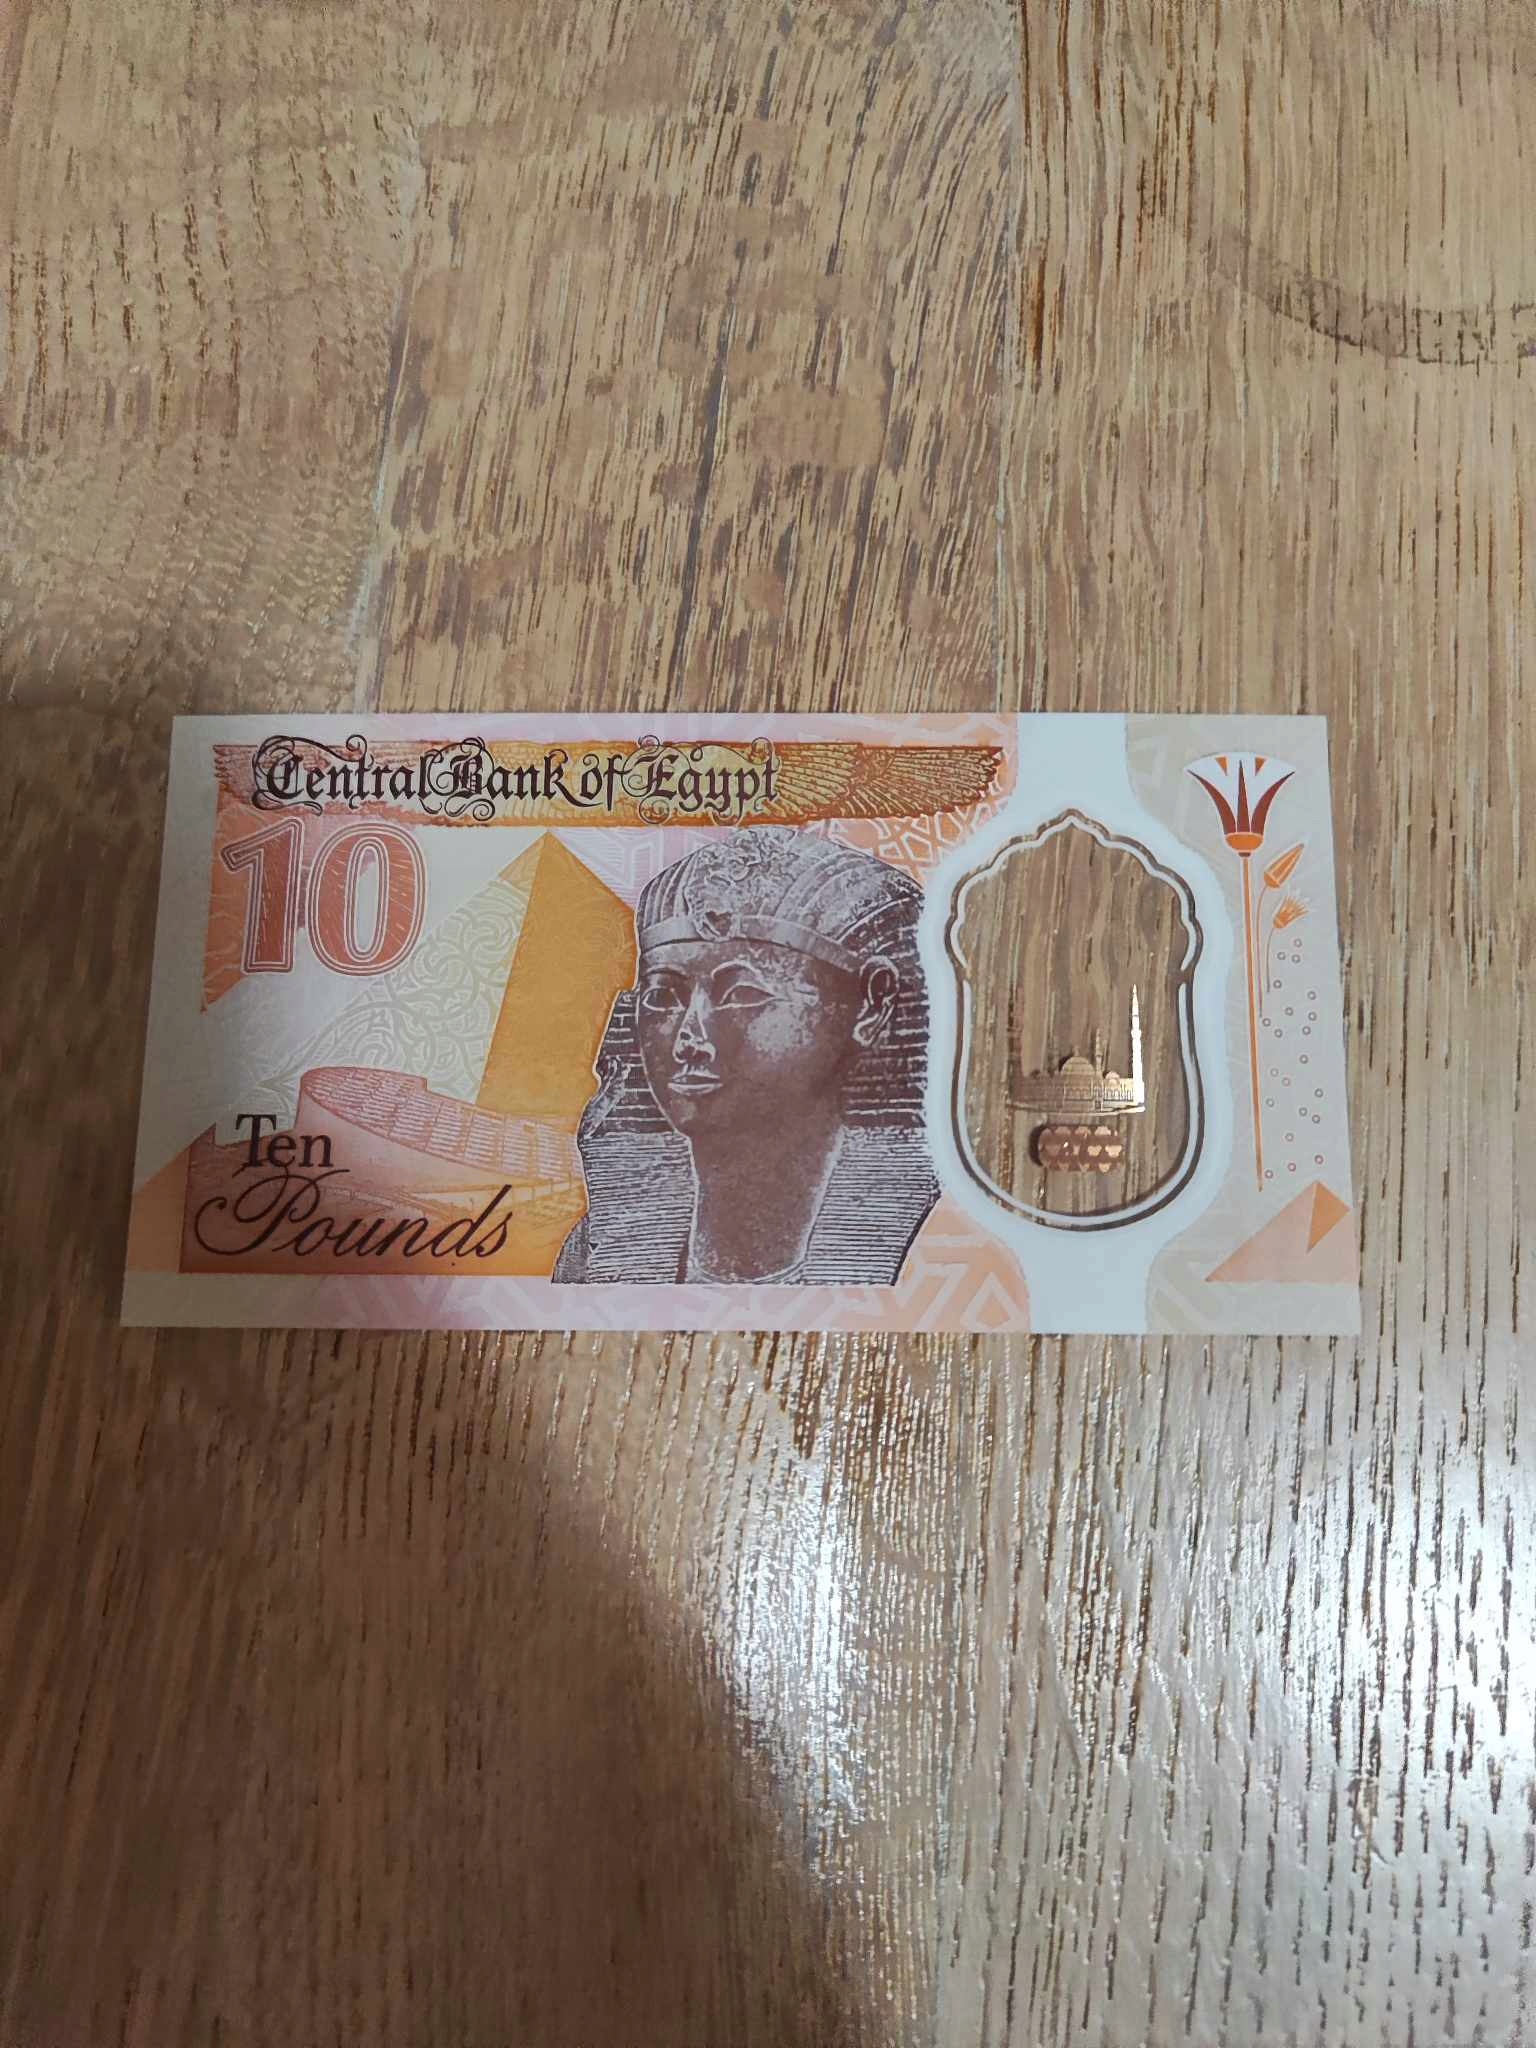 Central Bank of Egypt
10
Ten
Pounds